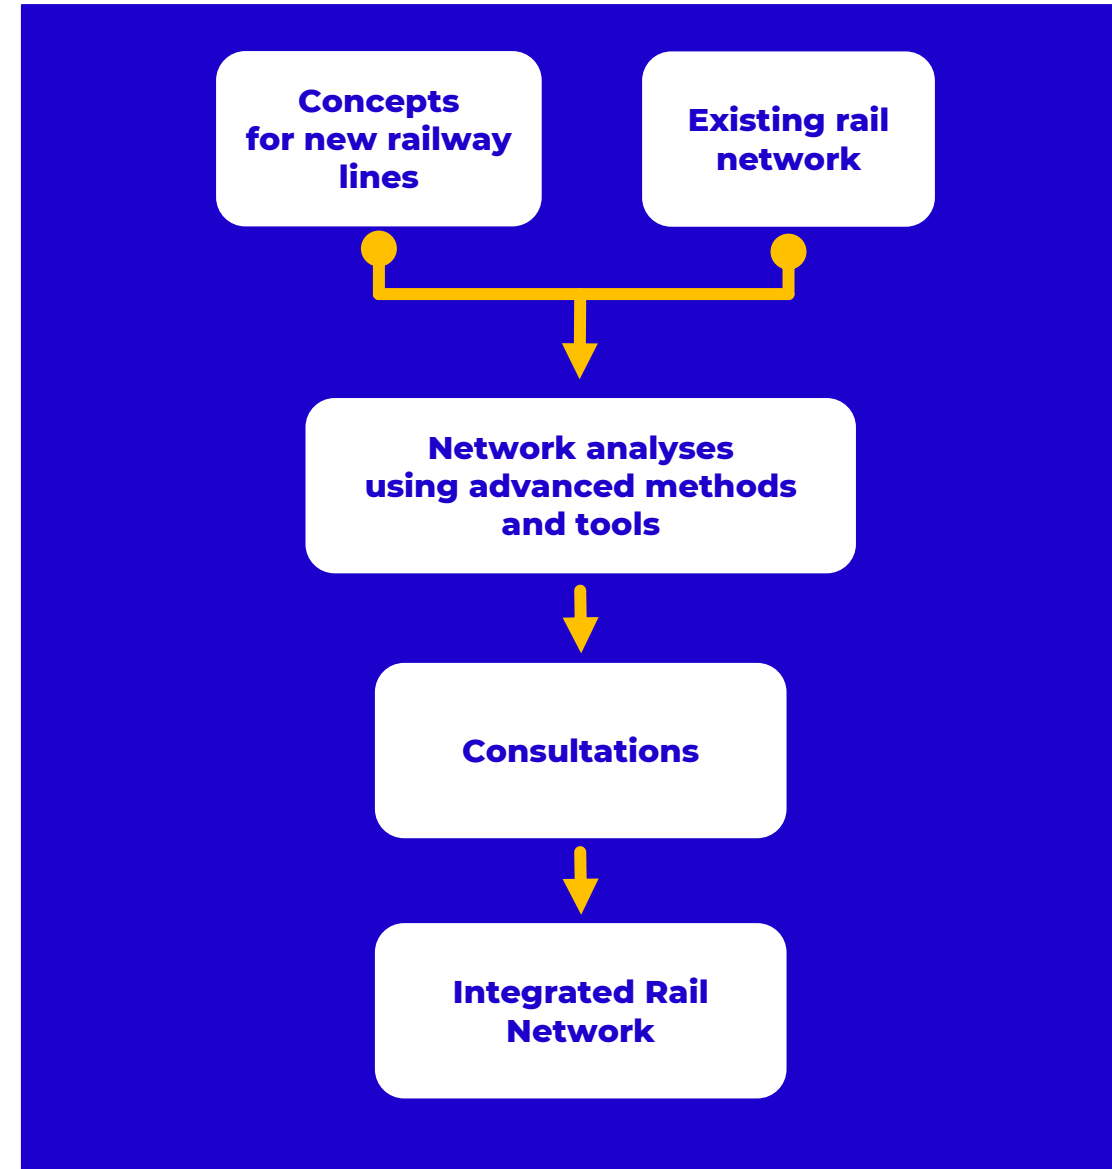 Concepts
for new railway
lines
Existing rail
network
Network analyses
using advanced methods
and tools
Consultations
Integrated Rail
Network